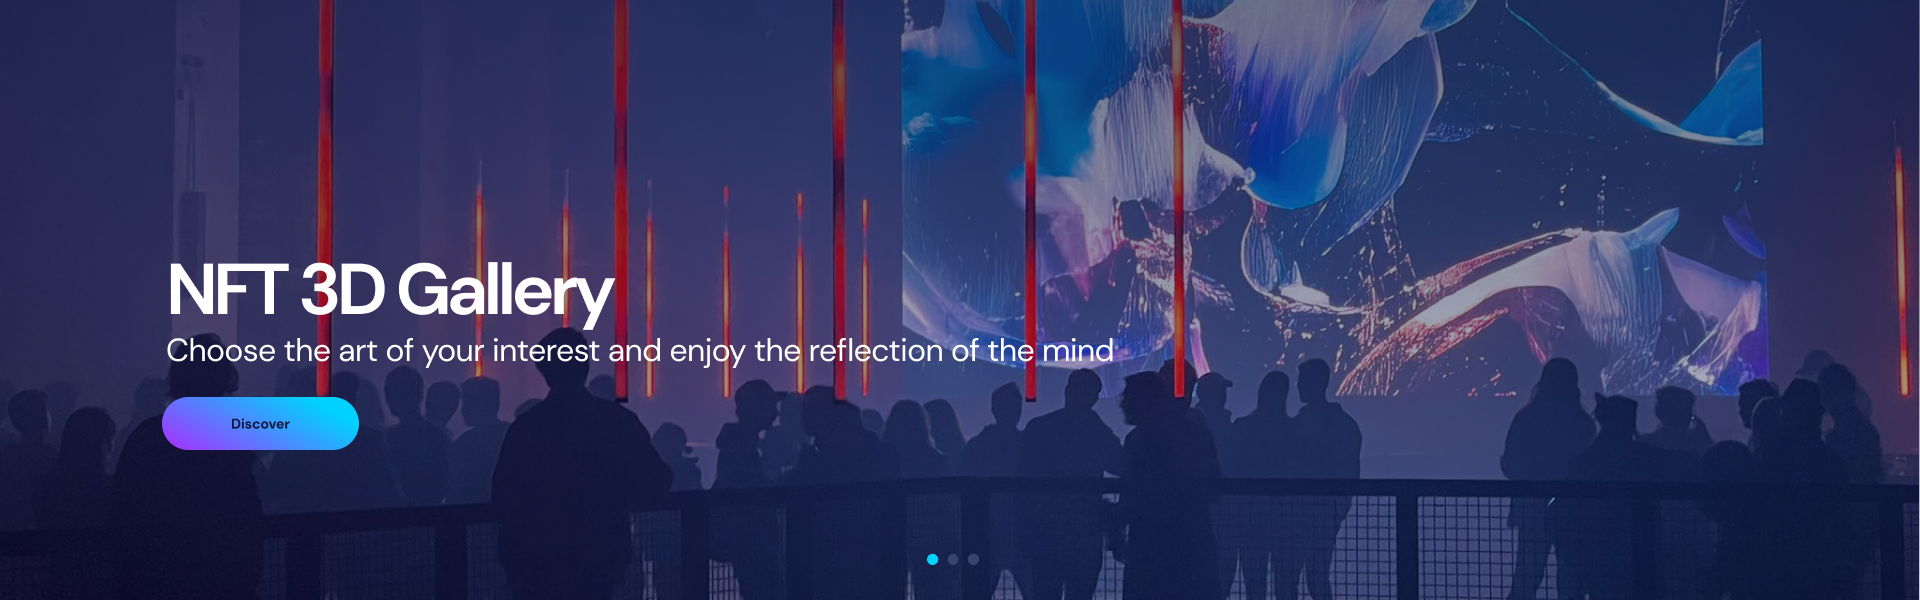 NFT 3D Gallery
Choose the art of your interest and enjoy the reflection of the mind
Discover